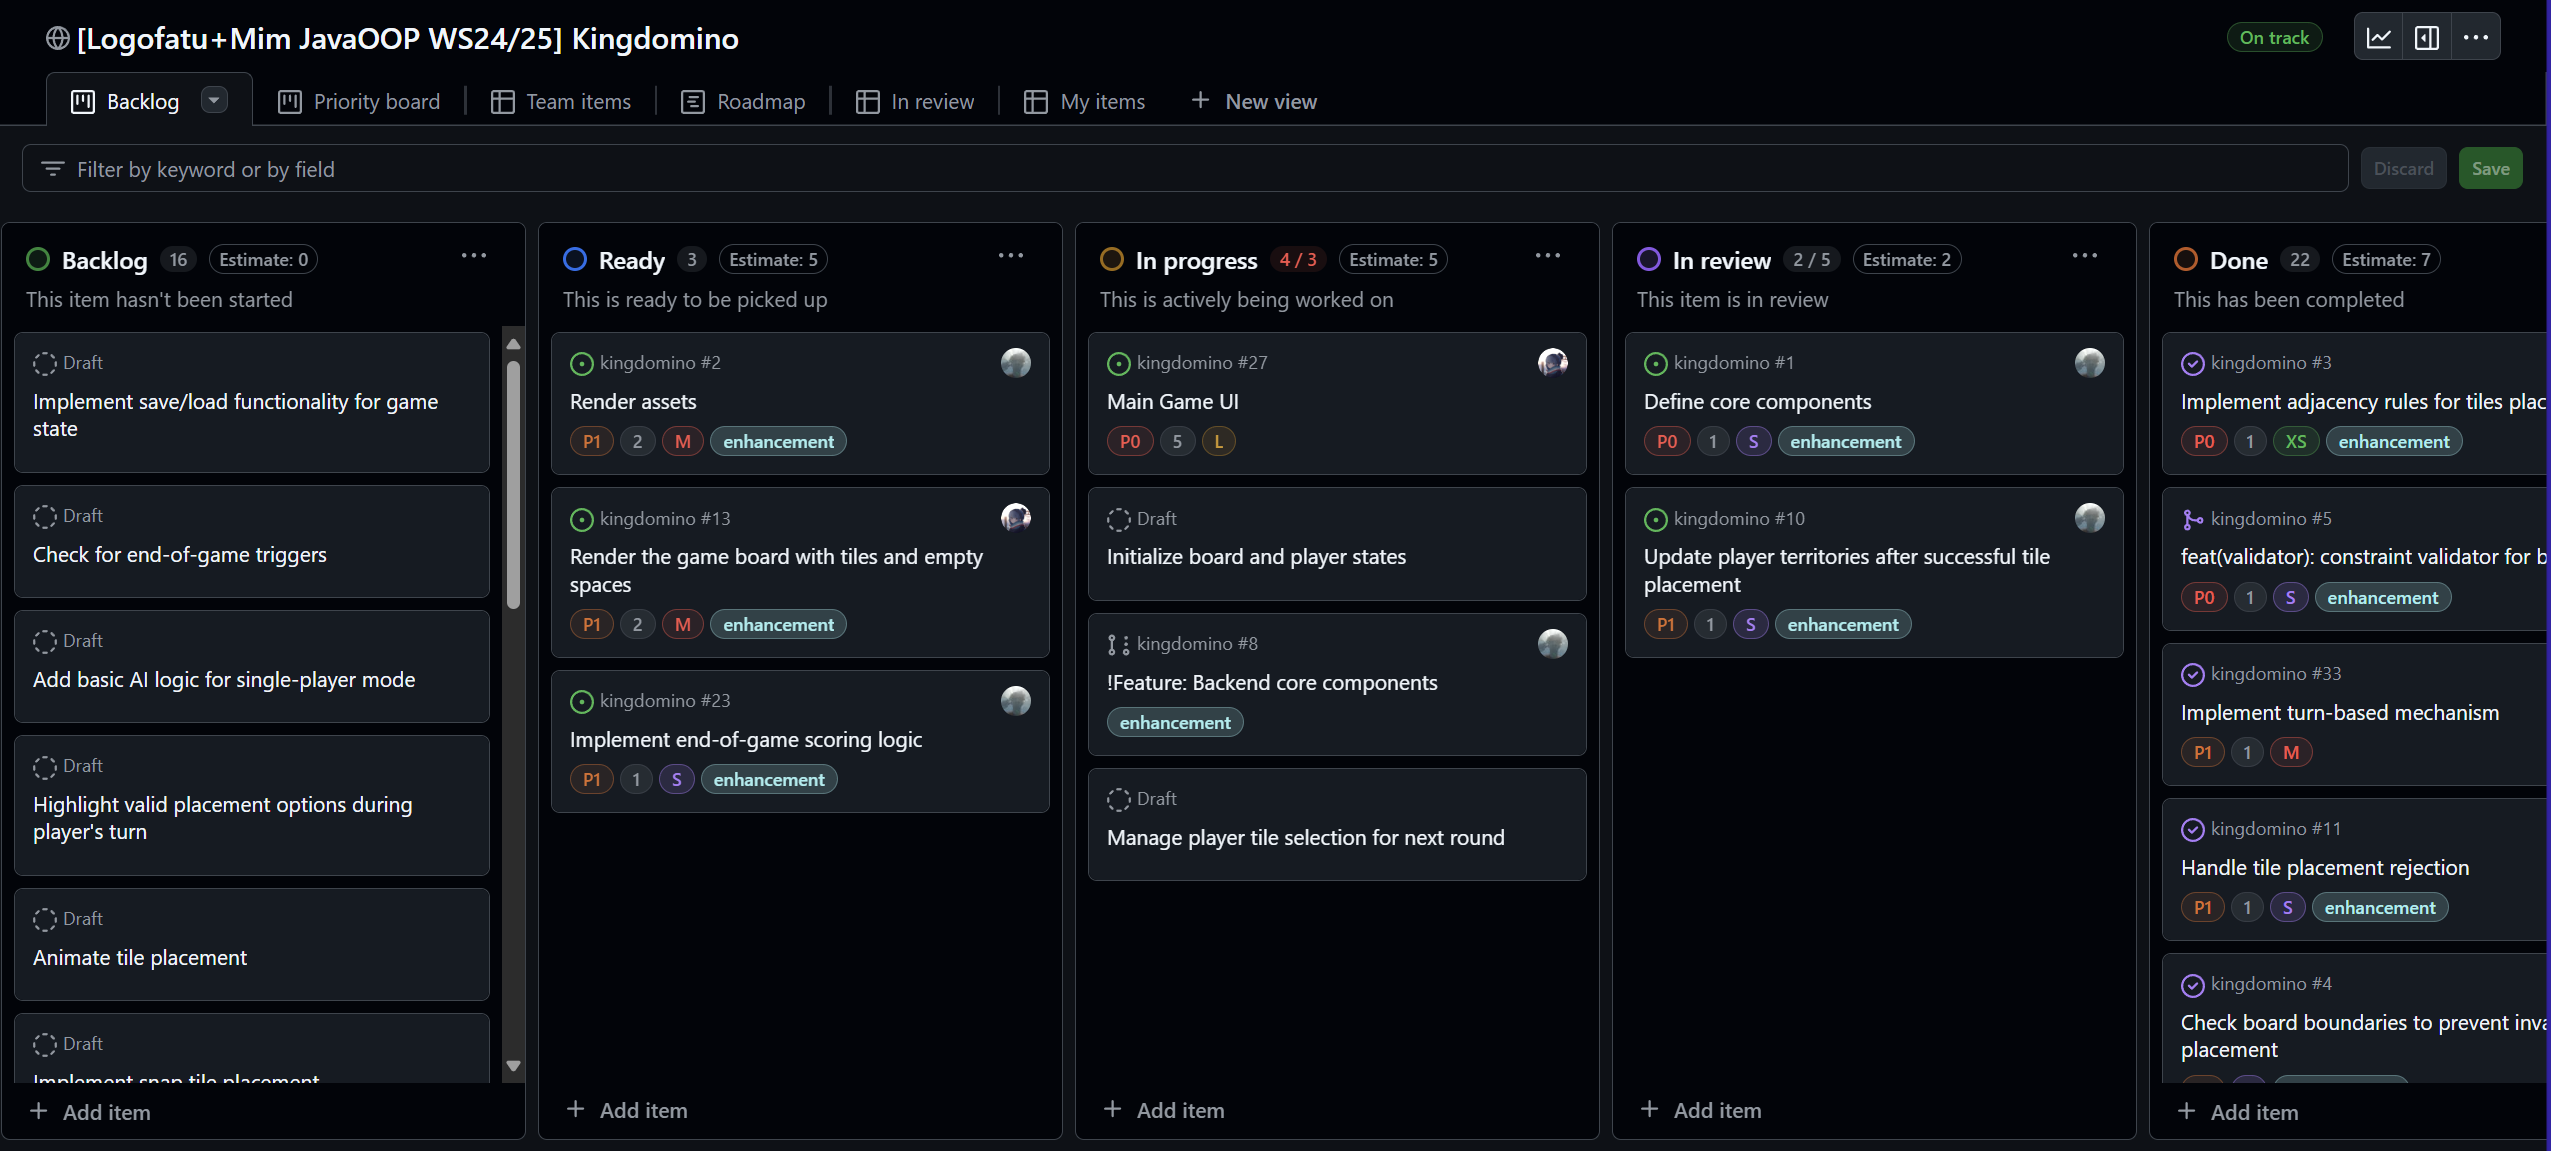 [Logofatu+Mim JavaOOP WS24/25] Kingdomino
On track
Backlog
Priority board
Team items
Roadmap
In review
My items
New view
Filter by keyword or by field
Discard
Save
Backlog 16 Estimate: 0
This item hasn't been started
Draft
Implement save/load functionality for game
state
Draft
Check for end-of-game triggers
Draft
Add basic AI logic for single-player mode
Draft
Highlight valid placement options during
player's turn
Draft
Animate tile placement
Draft
Implement snap tile placement
Add item
Ready 3 Estimate: 5
This is ready to be picked up
kingdomino #2
Render assets
P1 2 M enhancement
kingdomino #13
Render the game board with tiles and empty
spaces
P1 2 M enhancement
kingdomino #23
Implement end-of-game scoring logic
P1 1 S enhancement
Add item
In progress 4 / 3 Estimate: 5
This is actively being worked on
kingdomino #27
Main Game UI
P0 5 L
Draft
Initialize board and player states
kingdomino #8
!Feature: Backend core components
enhancement
Draft
Manage player tile selection for next round
Add item
In review 2 / 5 Estimate: 2
This item is in review
kingdomino #1
Define core components
P0 1 S enhancement
kingdomino #10
Update player territories after successful tile
placement
P1 1 S enhancement
Add item
Done 22 Estimate: 7
This has been completed
kingdomino #3
Implement adjacency rules for tiles
P0 1 XS enhancement
kingdomino #5
feat(validator): constraint validator for
P0 1 S enhancement
kingdomino #33
Implement turn-based mechanism
P1 1 M
kingdomino #11
Handle tile placement rejection
P1 1 S enhancement
kingdomino #4
Check board boundaries to prevent
placement
Add item